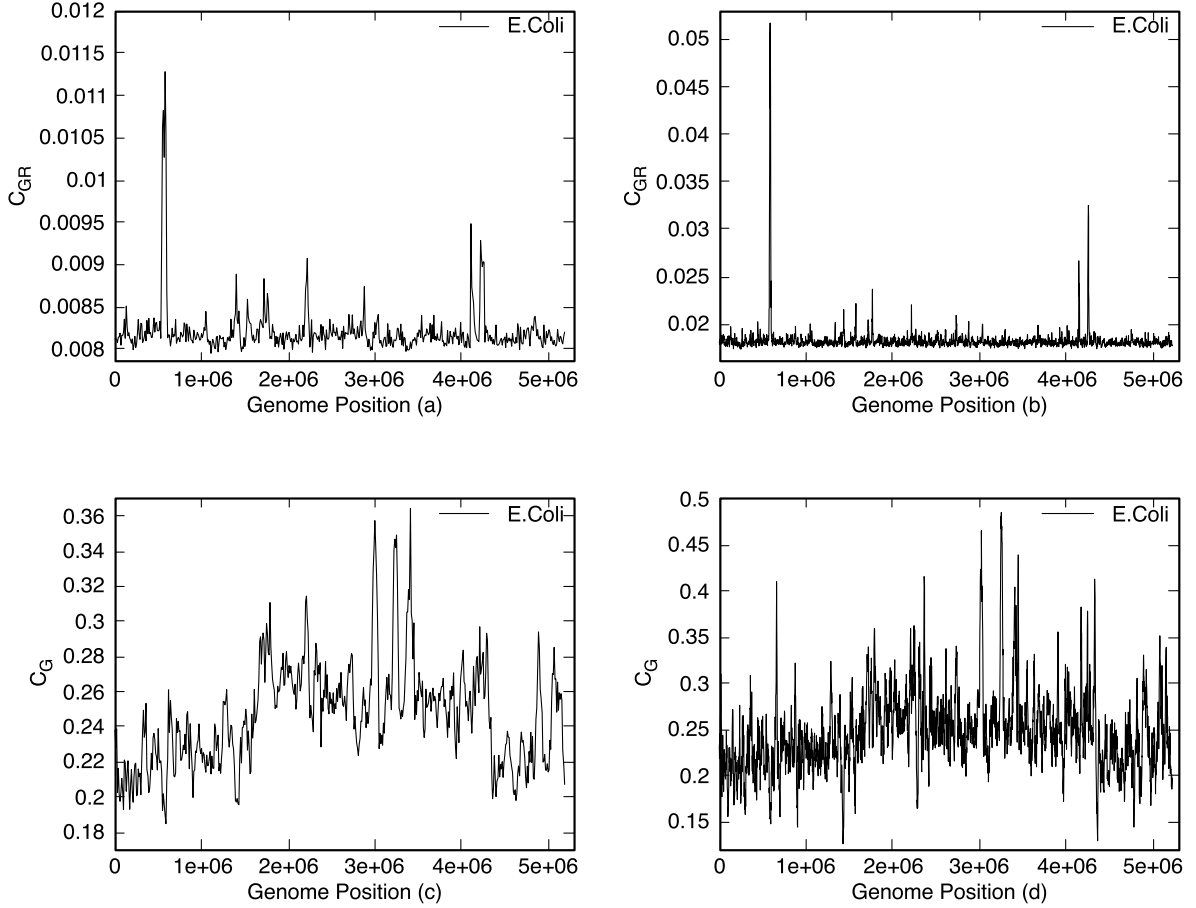 0.012
0.0115
0.011
0.0105
0.01
0.0095
0.009
0.0085
0.008
C_GR
E.Coli
0 1e+06 2e+06 3e+06 4e+06 5e+06
Genome Position (a)
0.05
0.045
0.04
0.035
0.03
0.025
0.02
C_GR
E.Coli
0 1e+06 2e+06 3e+06 4e+06 5e+06
Genome Position (b)
0.36
0.34
0.32
0.3
0.28
0.26
0.24
0.22
0.2
0.18
C_G
E.Coli
0 1e+06 2e+06 3e+06 4e+06 5e+06
Genome Position (c)
0.5
0.45
0.4
0.35
0.3
0.25
0.2
0.15
C_G
E.Coli
0 1e+06 2e+06 3e+06 4e+06 5e+06
Genome Position (d)